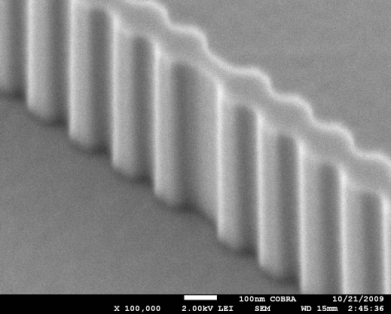 100nm COBRA 10/21/2009
X 100,000 2.00kV LEI SEM WD 15mm 2:45:36